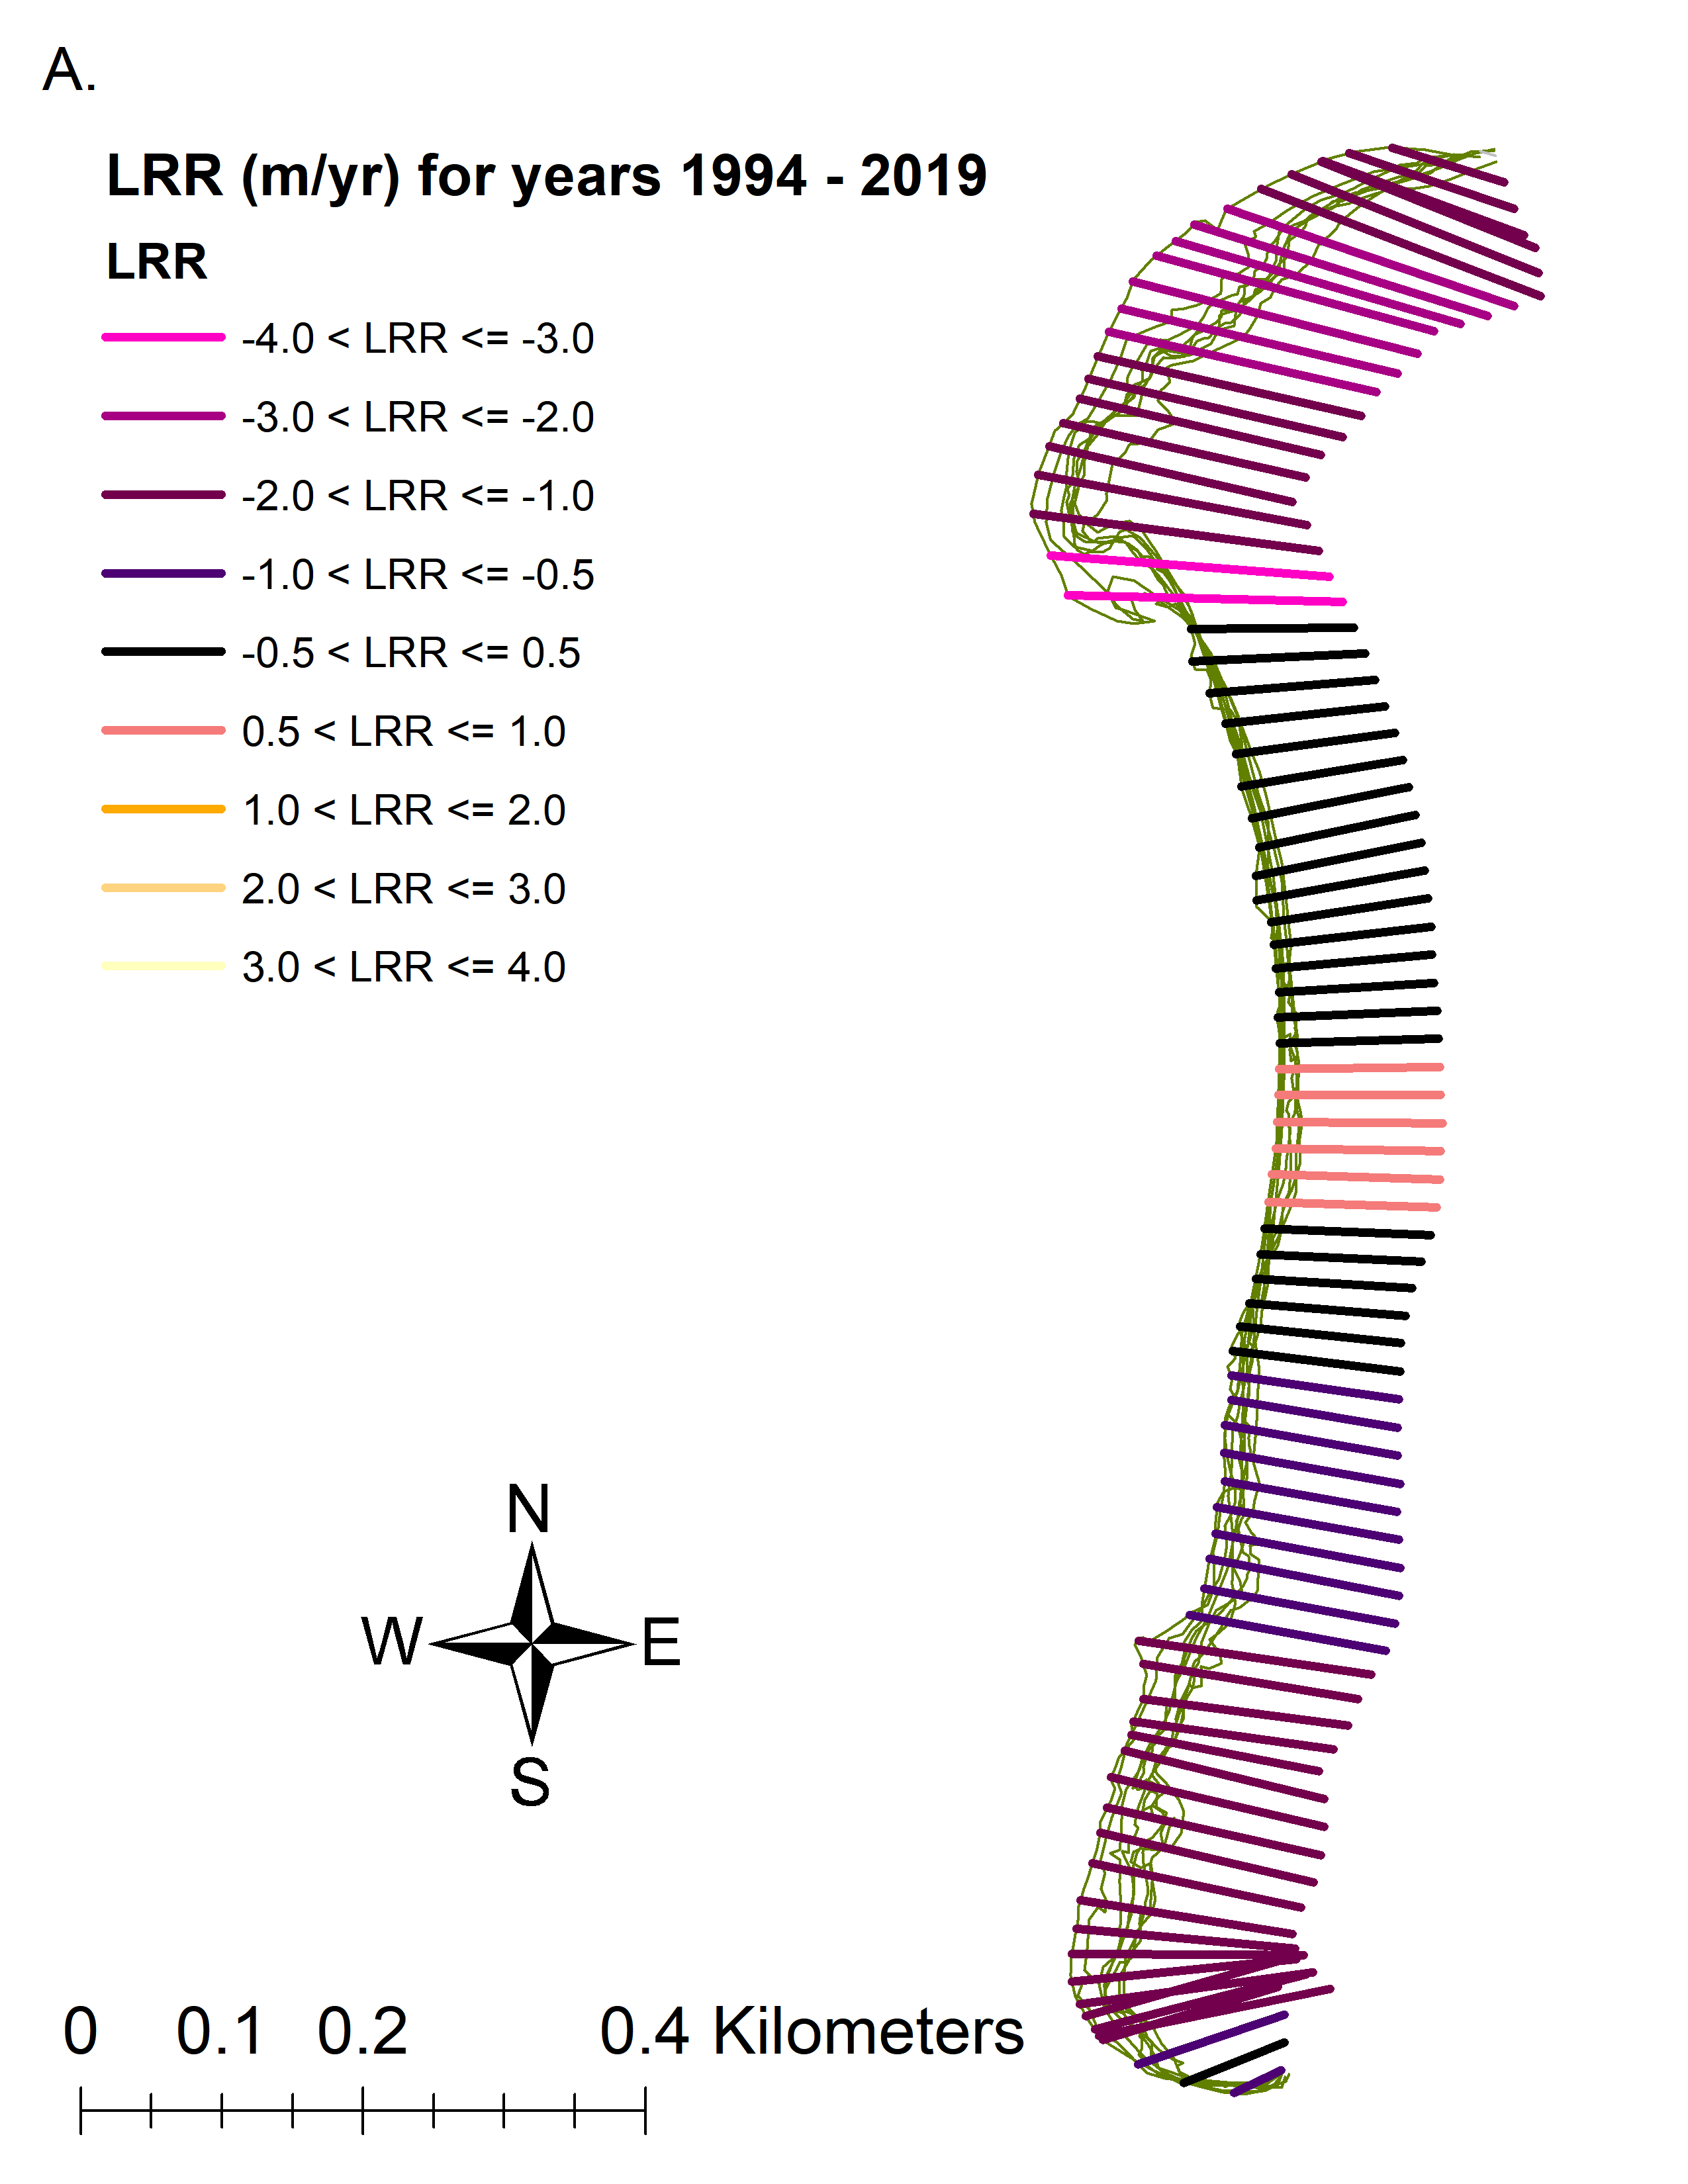 A.
LRR (m/yr) for years 1994 - 2019
LRR
-4.0 < LRR <= -3.0
-3.0 < LRR <= -2.0
-2.0 < LRR <= -1.0
-1.0 < LRR <= -0.5
-0.5 < LRR <= 0.5
0.5 < LRR <= 1.0
1.0 < LRR <= 2.0
2.0 < LRR <= 3.0
3.0 < LRR <= 4.0
N
W E
S
0 0.1 0.2 0.4 Kilometers